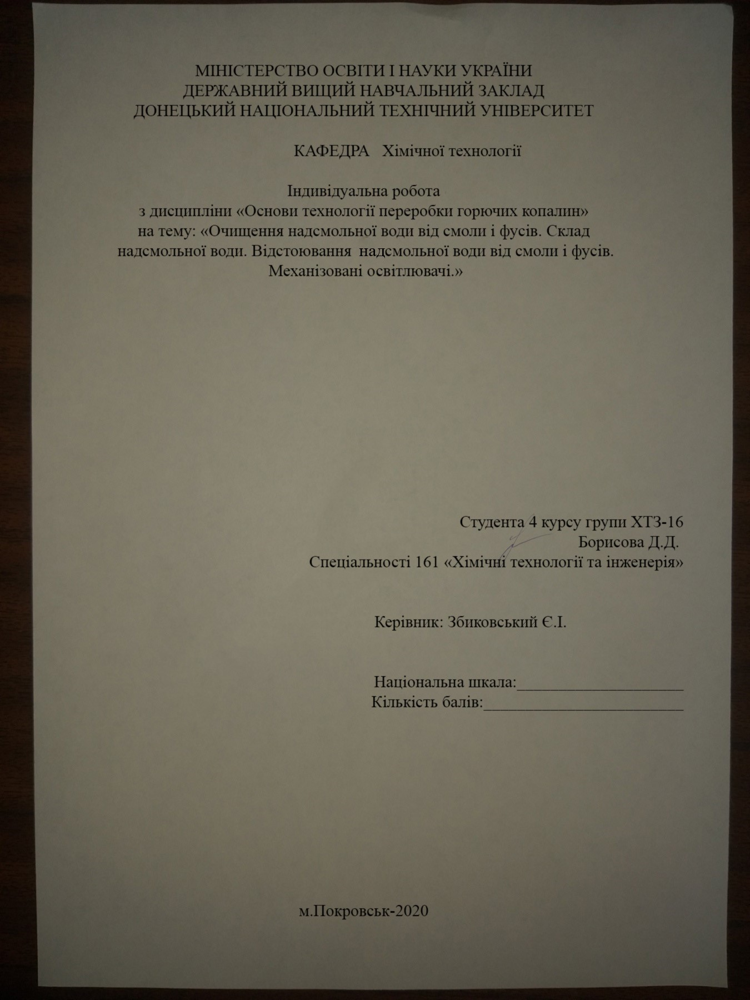 МІНІСТЕРСТВО ОСВІТИ І НАУКИ УКРАЇНИ
ДЕРЖАВНИЙ ВИЩИЙ НАВЧАЛЬНИЙ ЗАКЛАД
ДОНЕЦЬКИЙ НАЦІОНАЛЬНИЙ ТЕХНІЧНИЙ УНІВЕРСИТЕТ
КАФЕДРА Хімічної технології
Індивідуальна робота
з дисципліни «Основи технології переробки горючих копалин»
на тему: «Очищення надсмольної води від смоли і фусів. Склад
надсмольної води. Відстоювання надсмольної води від смоли і фусів.
Механізовані освітлювачі.»
Студента 4 курсу групи ХТЗ-16
Борисова Д.Д.
Спеціальності 161 «Хімічні технології та інженерія»
Керівник: Збиковський Є.І.
Національна шкала:____________________
Кількість балів:________________________
м.Покровськ-2020